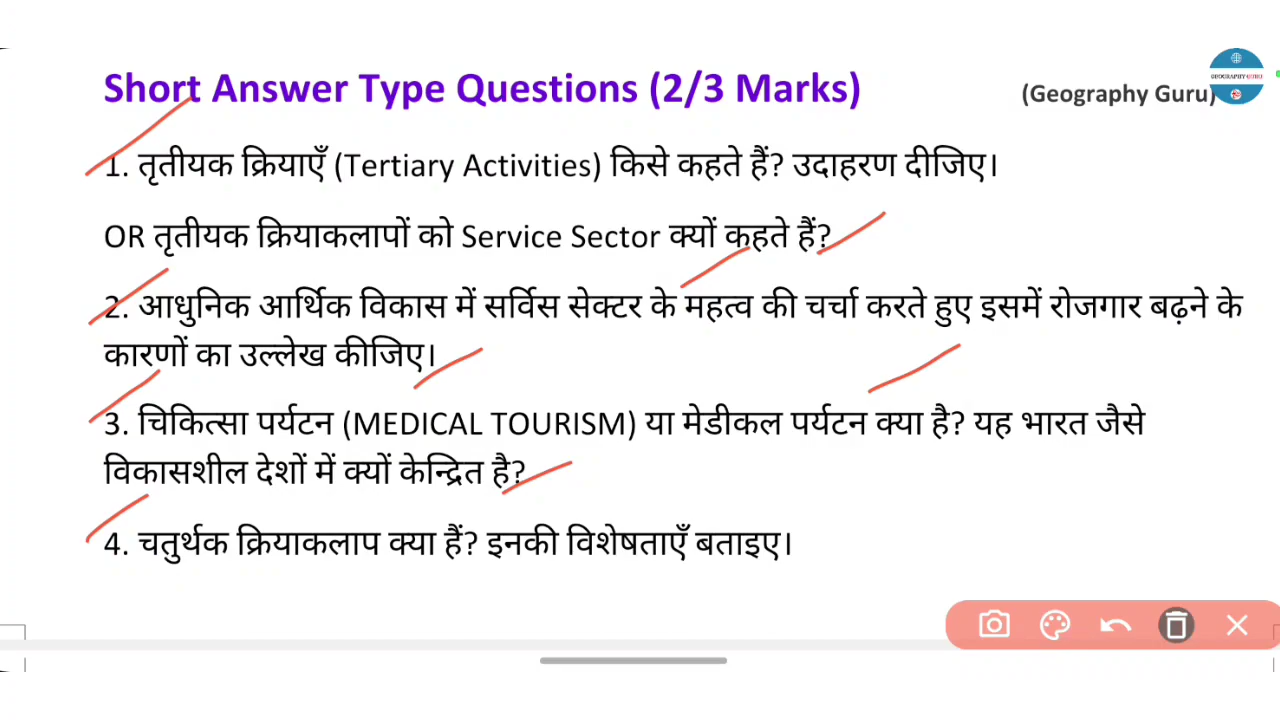 Short Answer Type Questions (2/3 Marks)
(Geography Guru)
GEOGRAPHY GURU
1. तृतीयक क्रियाएँ (Tertiary Activities) किसे कहते हैं? उदाहरण दीजिए।
OR तृतीयक क्रियाकलापों को Service Sector क्यों कहते हैं?
2. आधुनिक आर्थिक विकास में सर्विस सेक्टर के महत्व की चर्चा करते हुए इसमें रोजगार बढ़ने के
कारणों का उल्लेख कीजिए।
3. चिकित्सा पर्यटन (MEDICAL TOURISM) या मेडीकल पर्यटन क्या है? यह भारत जैसे
विकासशील देशों में क्यों केन्द्रित है?
4. चतुर्थक क्रियाकलाप क्या हैं? इनकी विशेषताएँ बताइए।